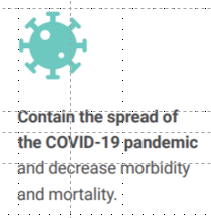 Contain the spread of
the COVID-19 pandemic
and decrease morbidity
and mortality.